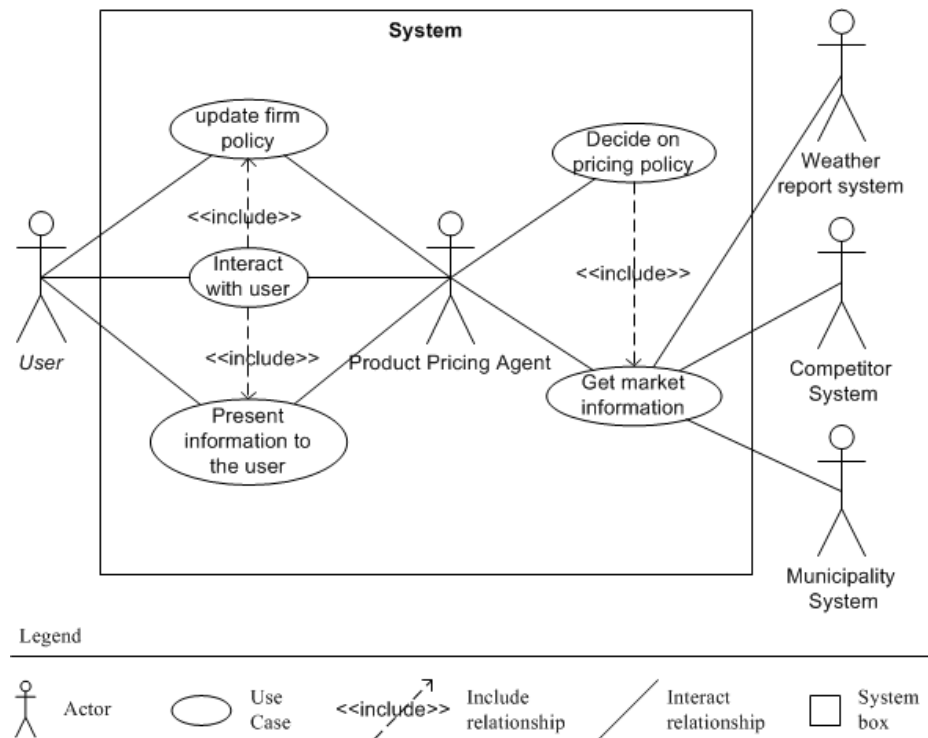 System
update firm
policy
<<include>>
Interact
with user
<<include>>
Present
information to
the user
User
Product Pricing Agent
Decide on
pricing policy
<<include>>
Get market
information
Weather
report system
Competitor
System
Municipality
System
Legend
Actor
Use
Case
<<include>>
Include
relationship
Interact
relationship
System
box